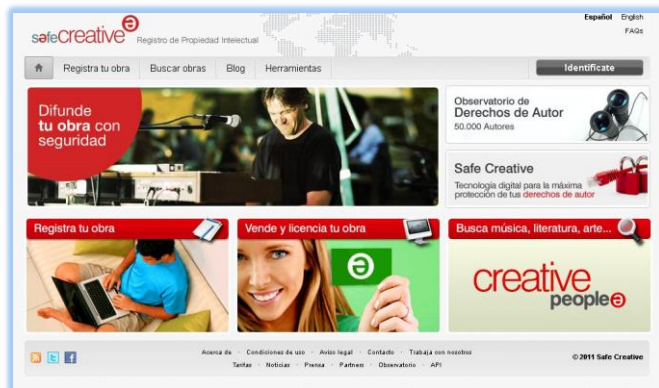 Español English
FAQs
safeCreative
Registro de Propiedad Intelectual
Registra tu obra Buscar obras Blog Herramientas Identifícate
Difunde
tu obra con
seguridad
Observatorio de
Derechos de Autor
50.000 Autores
Safe Creative
Tecnología digital para la máxima
protección de tus derechos de autor
Registra tu obra
Vende y licencia tu obra
Busca música, literatura, arte...
creative
people
Acerca de · Condiciones de uso · Aviso legal · Contacto · Trabaja con nosotros
Tarifas · Noticias · Prensa · Partners · Observatorio · API
© 2011 Safe Creative